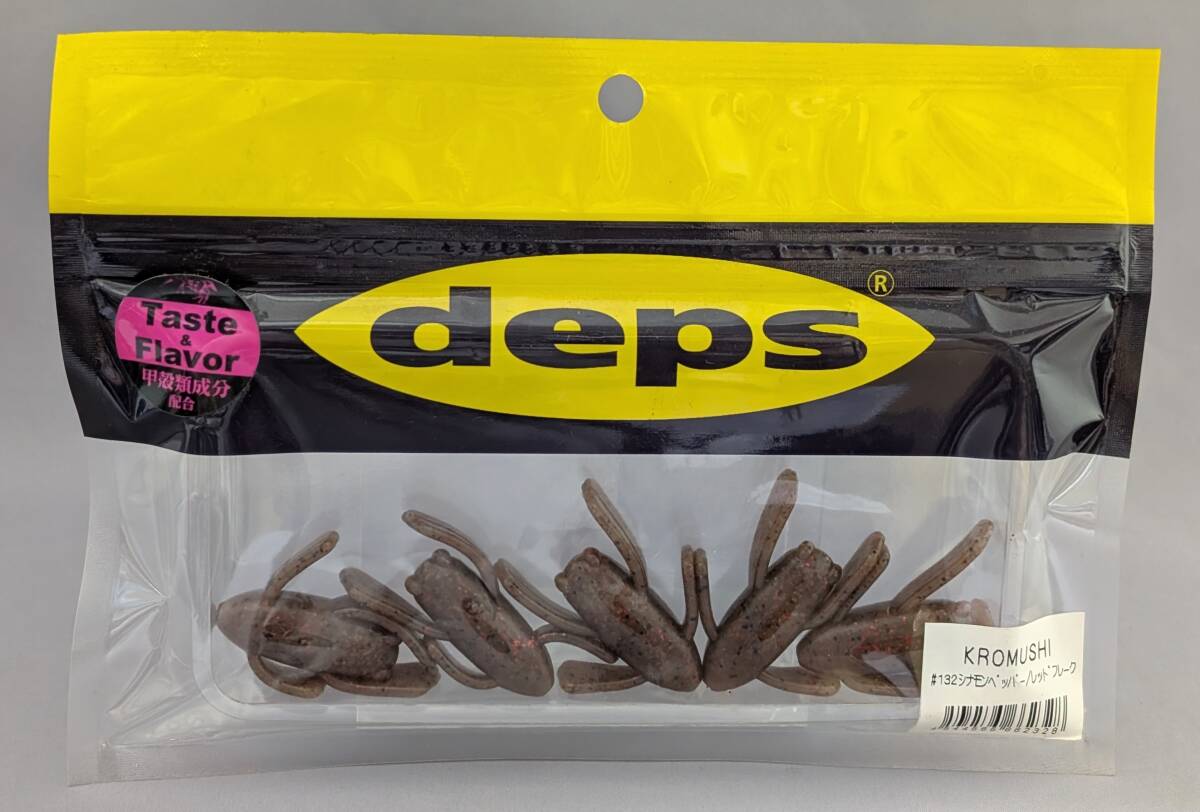 deps®
Taste
&
Flavor
甲殻類成分
配合
KROMUSHI
#132シナモンペッパー/レッドフレーク